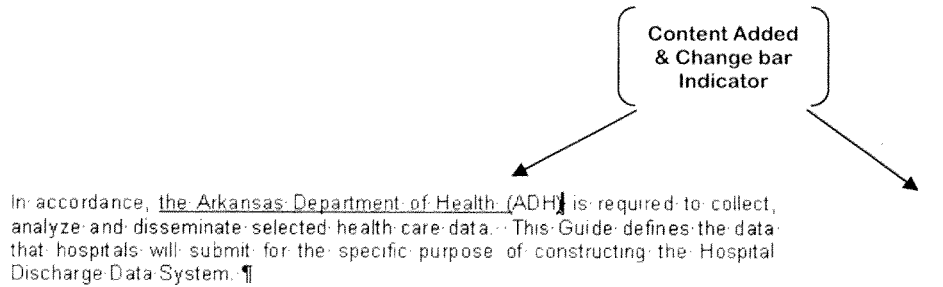 Content Added
& Change bar
Indicator
In accordance, the Arkansas Department of Health (ADH) is required to collect,
analyze and disseminate selected health care data. This Guide defines the data
that hospitals will submit for the specific purpose of constructing the Hospital
Discharge Data System. ¶